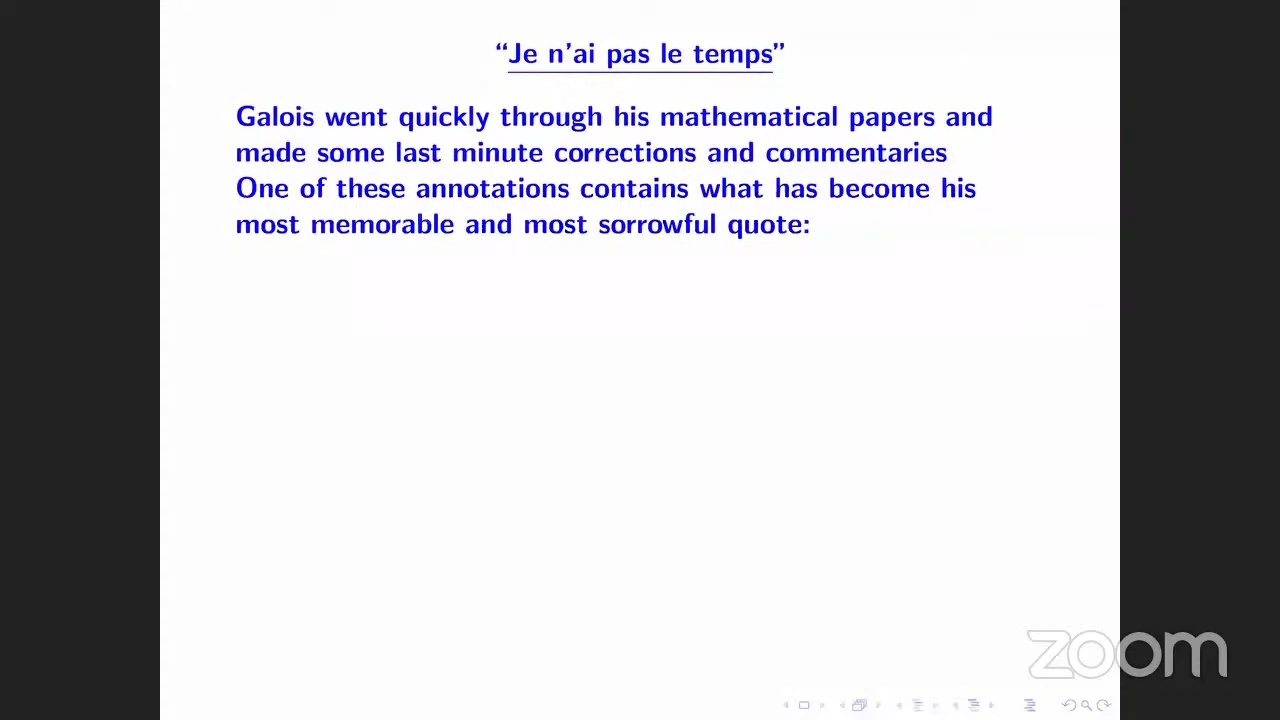 “Je n’ai pas le temps”
Galois went quickly through his mathematical papers and
made some last minute corrections and commentaries
One of these annotations contains what has become his
most memorable and most sorrowful quote:
zoom